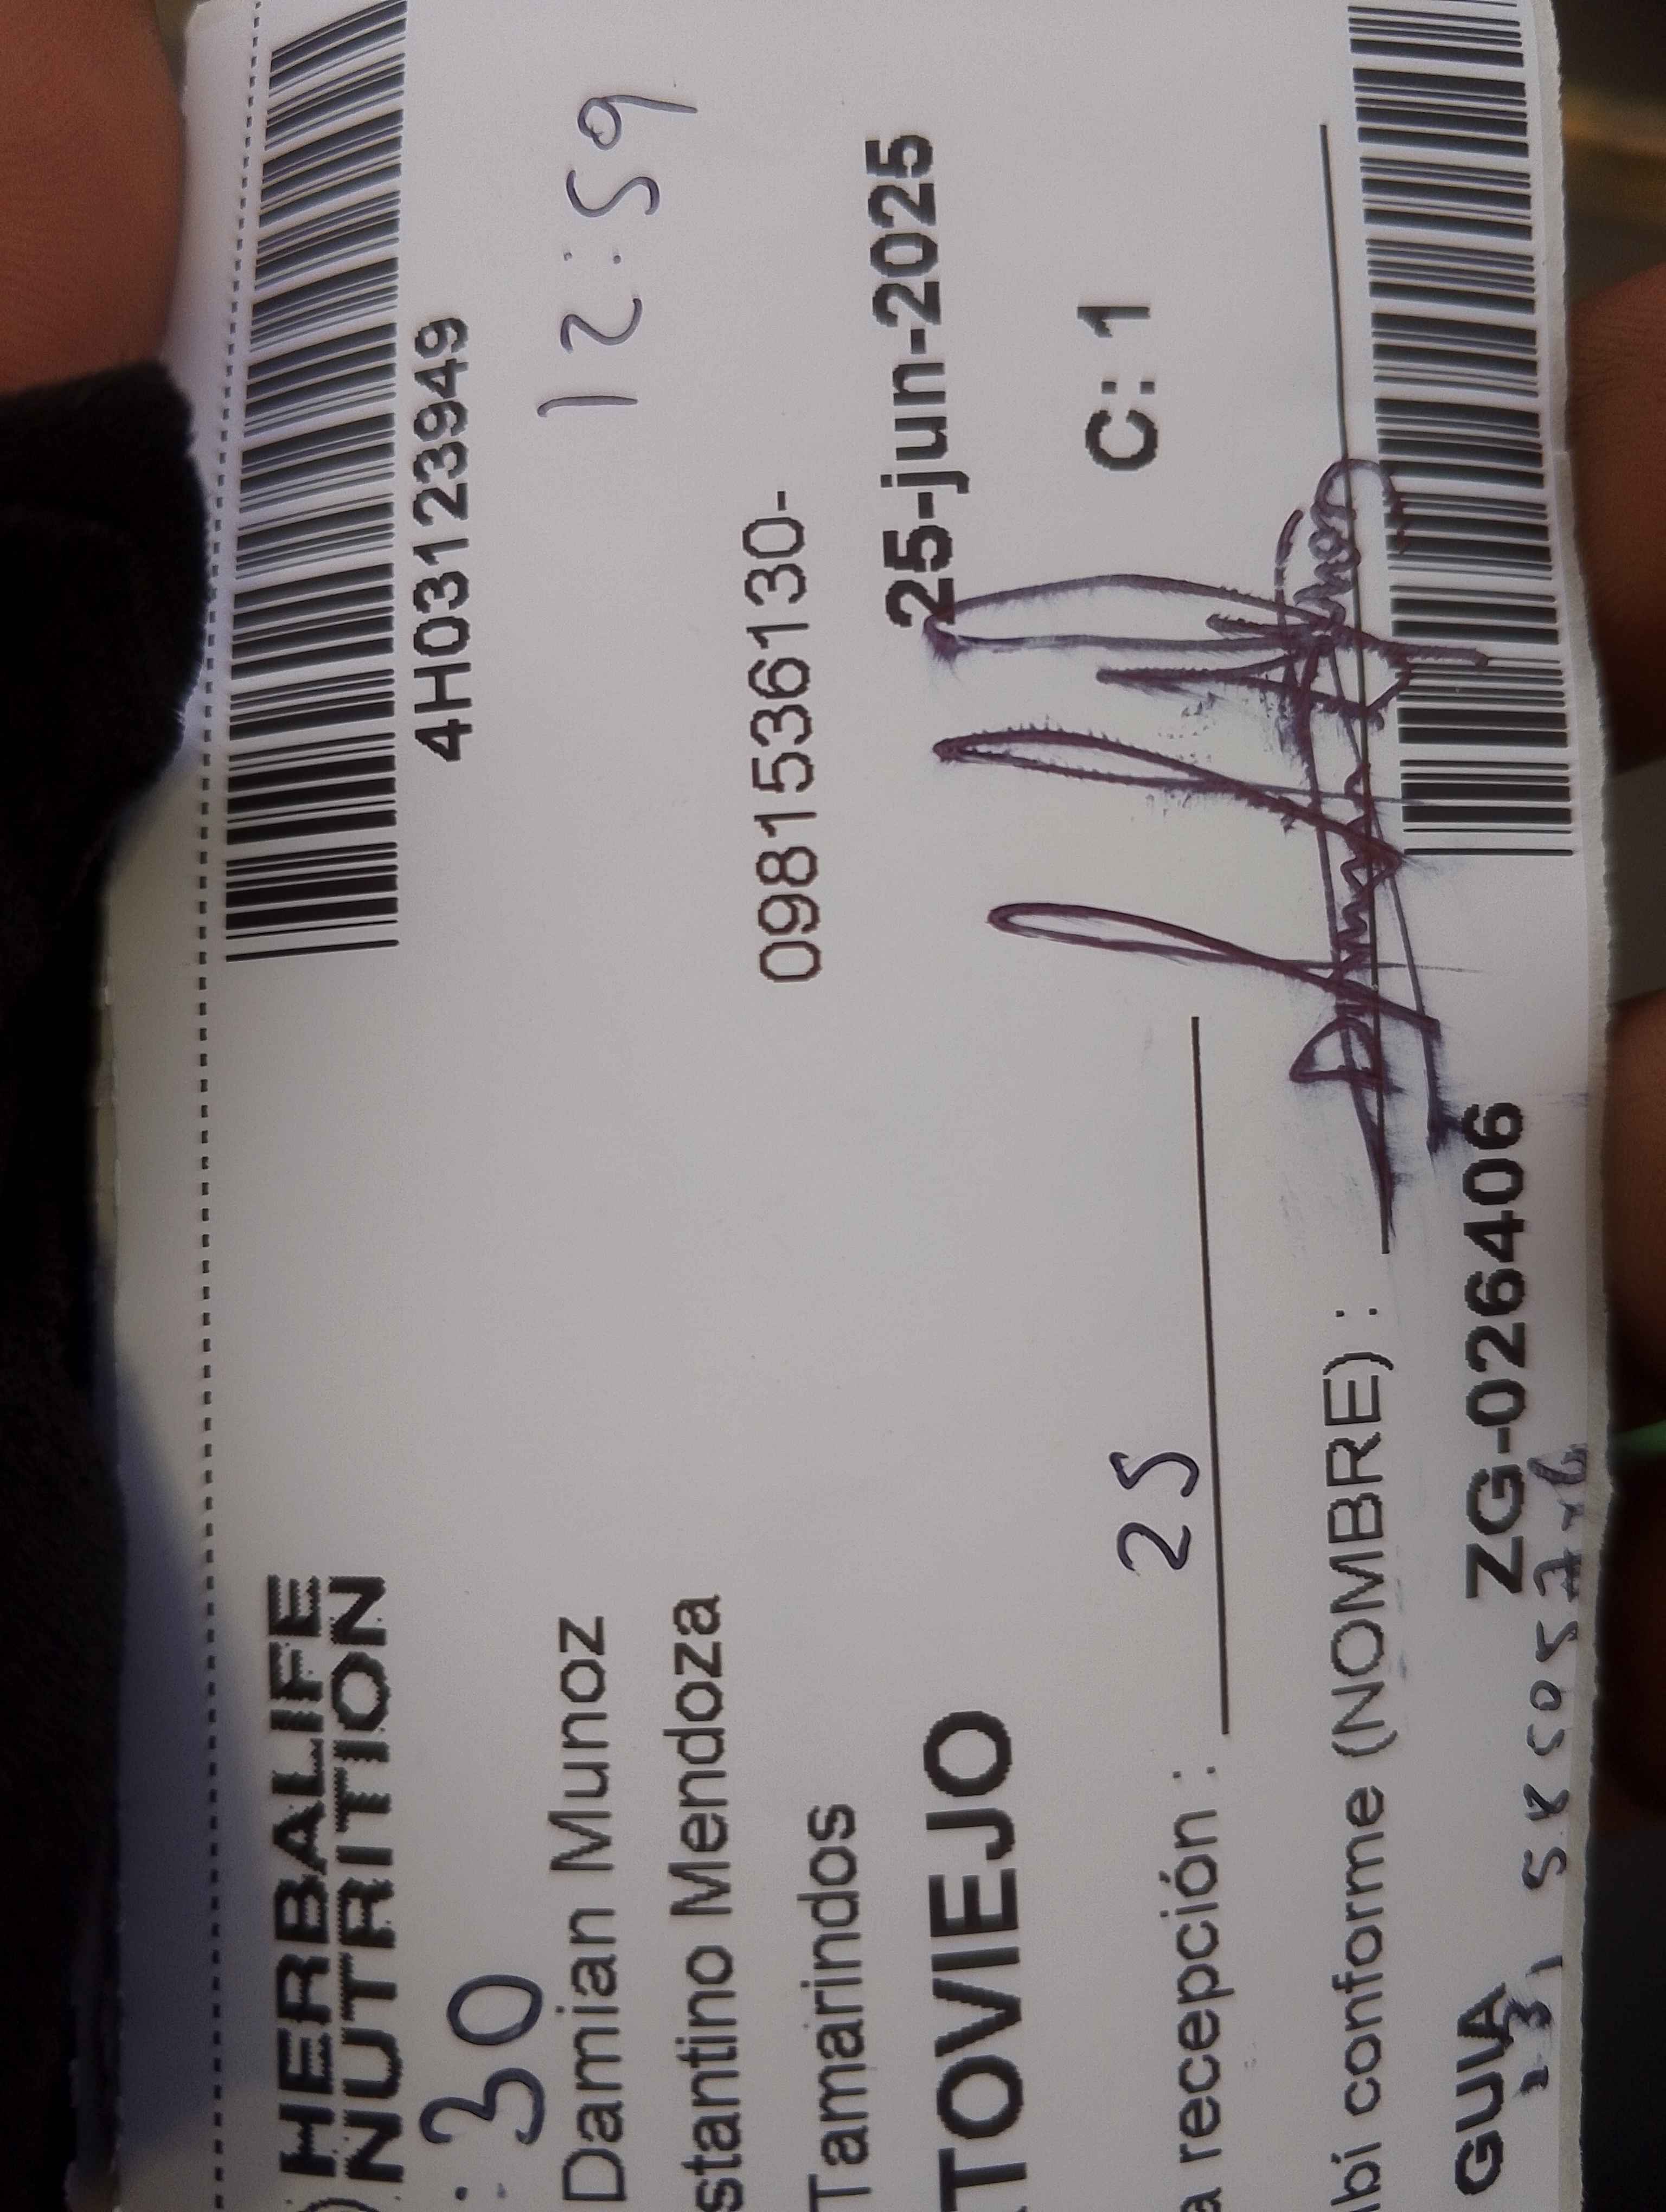 HERBALIFE
NUTRITION
4H03123949
:30
12:59
Damian Munoz
stantino Mendoza
0981536130-
Tamarindos
TOVIEJO
25-jun-2025
a recepción : 25
C: 1
bí conforme (NOMBRE) :
GUIA
ZG-026406